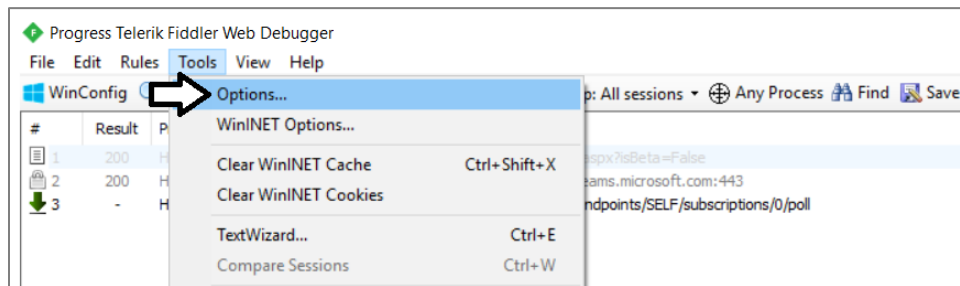 Progress Telerik Fiddler Web Debugger
File Edit Rules Tools View Help
WinConfig : All sessions Any Process Find Save
Options...
WinINET Options...
# Result P
1 200 H aspx?isBeta=False
Clear WinINET Cache Ctrl+Shift+X
2 200 H eams.microsoft.com:443
Clear WinINET Cookies
3 - H ndpoints/SELF/subscriptions/0/poll
TextWizard... Ctrl+E
Compare Sessions Ctrl+W